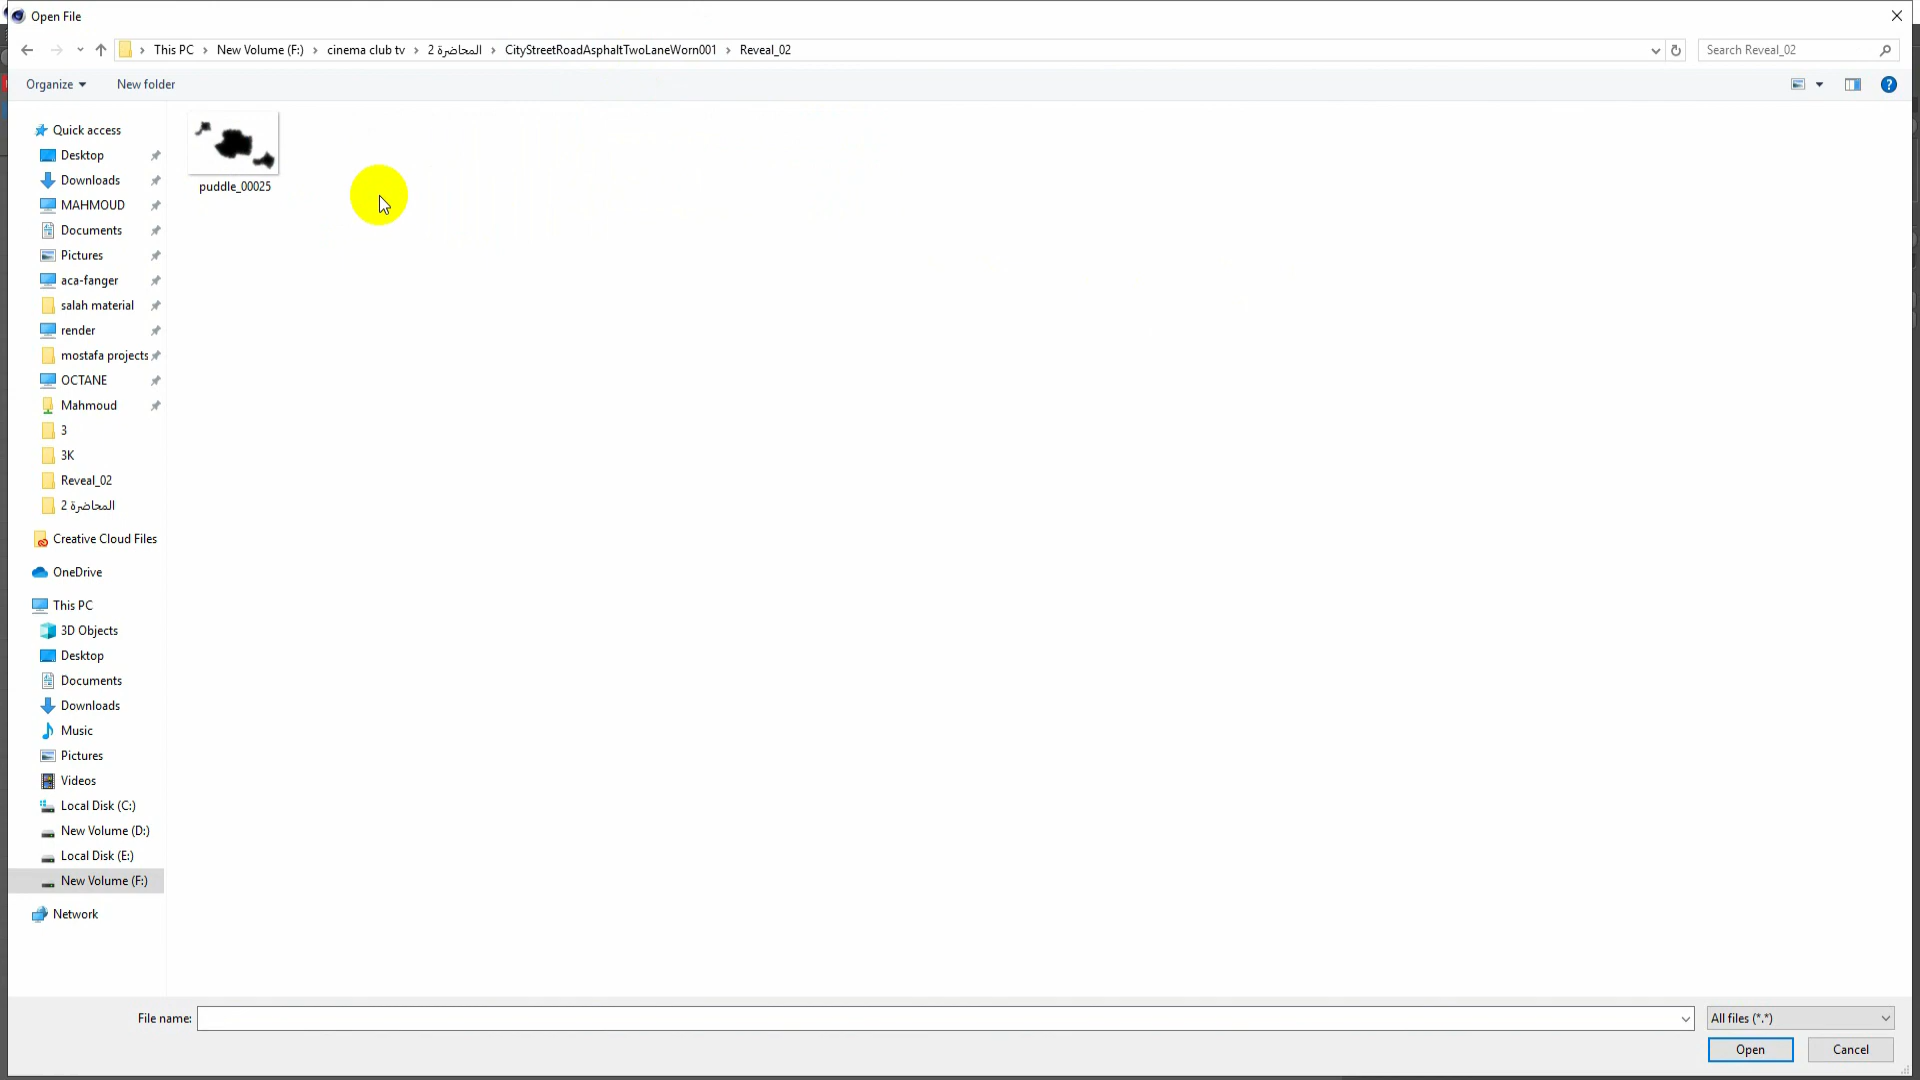 Open File
This PC > New Volume (F:) > cinema club tv > المحاضرة 2 > CityStreetRoadAsphaltTwoLaneWorn001 > Reveal_02
Search Reveal_02
Organize
New folder
Quick access
Desktop
Downloads
MAHMOUD
Documents
Pictures
aca-fanger
salah material
render
mostafa projects
OCTANE
Mahmoud
3
3K
Reveal_02
المحاضرة 2
Creative Cloud Files
OneDrive
This PC
3D Objects
Desktop
Documents
Downloads
Music
Pictures
Videos
Local Disk (C:)
New Volume (D:)
Local Disk (E:)
New Volume (F:)
Network
puddle_00025
File name:
All files (*.*)
Open
Cancel